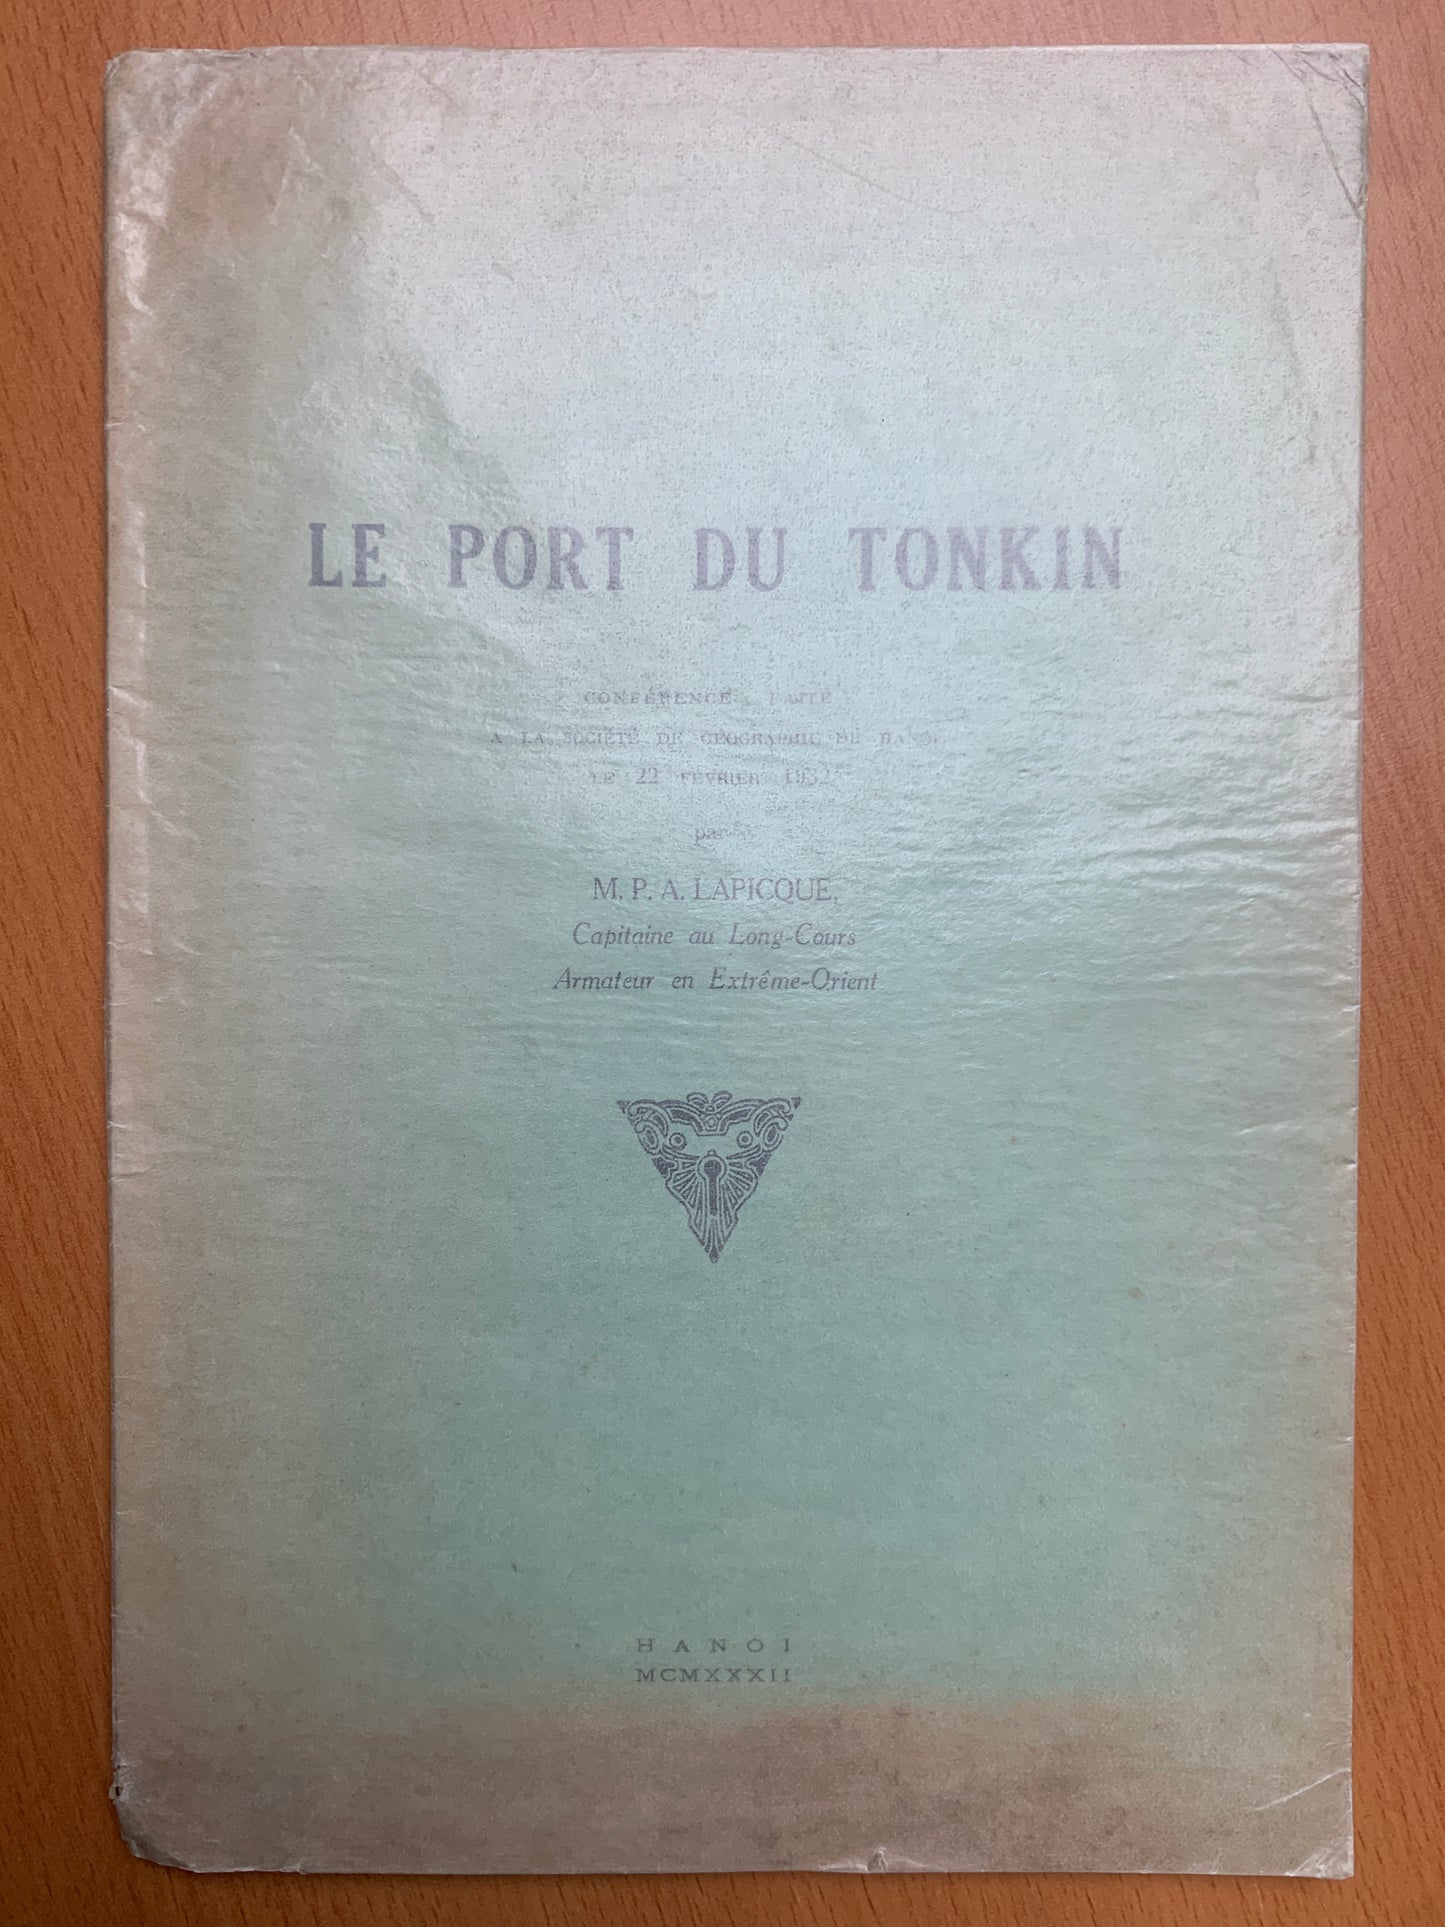 LE PORT DU TONKIN
CONFÉRENCE FAITE
A LA SOCIÉTÉ DE GÉOGRAPHIE DE HANOI
LE 22 FÉVRIER 1932
par
M. P. A. LAPICQUE,
Capitaine au Long-Cours
Armateur en Extrême-Orient
HANOI
MCMXXXII